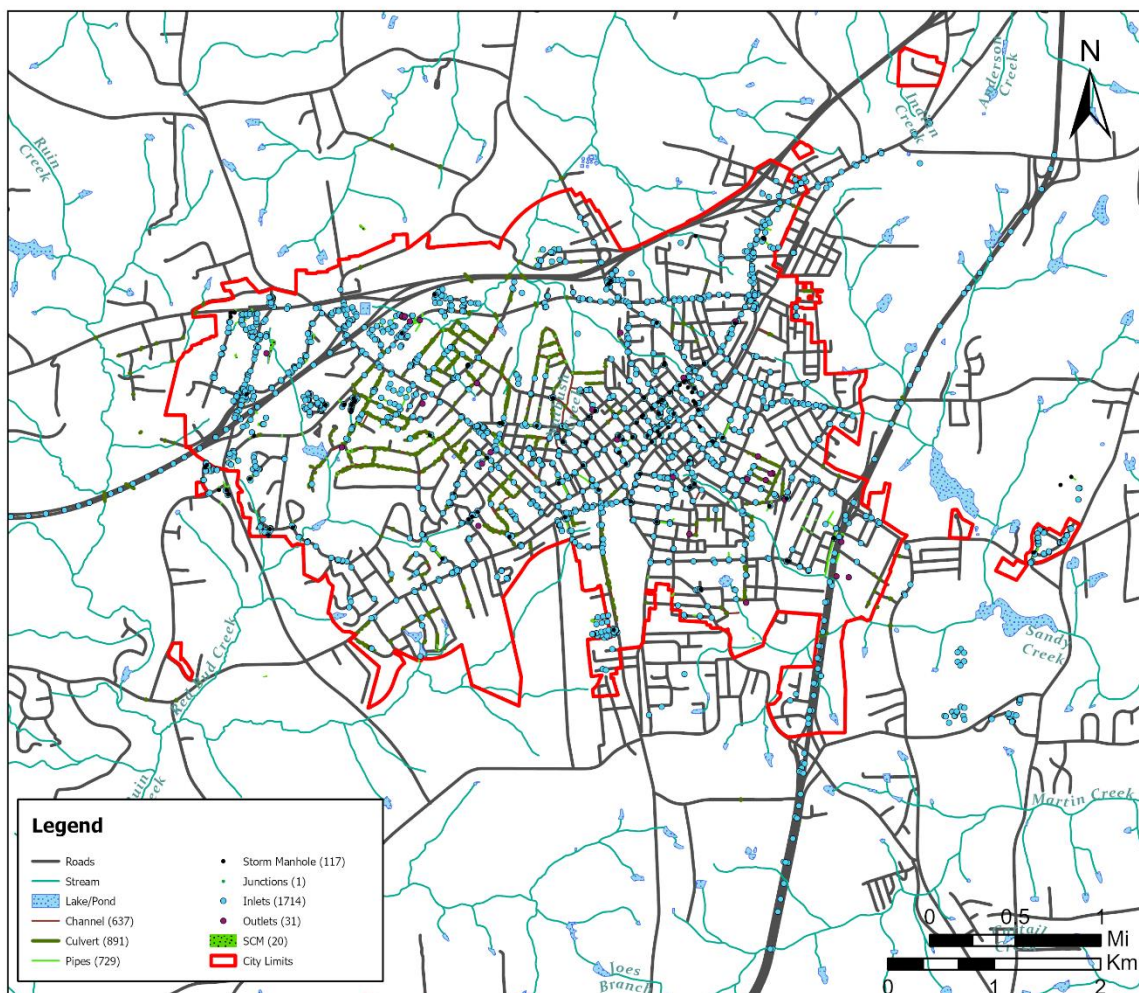 N
Anderson
Creek
Indian
Creek
Ruin
Creek
Creek
Sandy
Creek
Red Bud Creek
Martin Creek
Creek
Joes
Branch
Legend
Roads
Stream
Lake/Pond
Channel (637)
Culvert (891)
Pipes (729)
Storm Manhole (117)
Junctions (1)
Inlets (1714)
Outlets (31)
SCM (20)
City Limits
0 0.5 1
Mi
Km
0 1 2